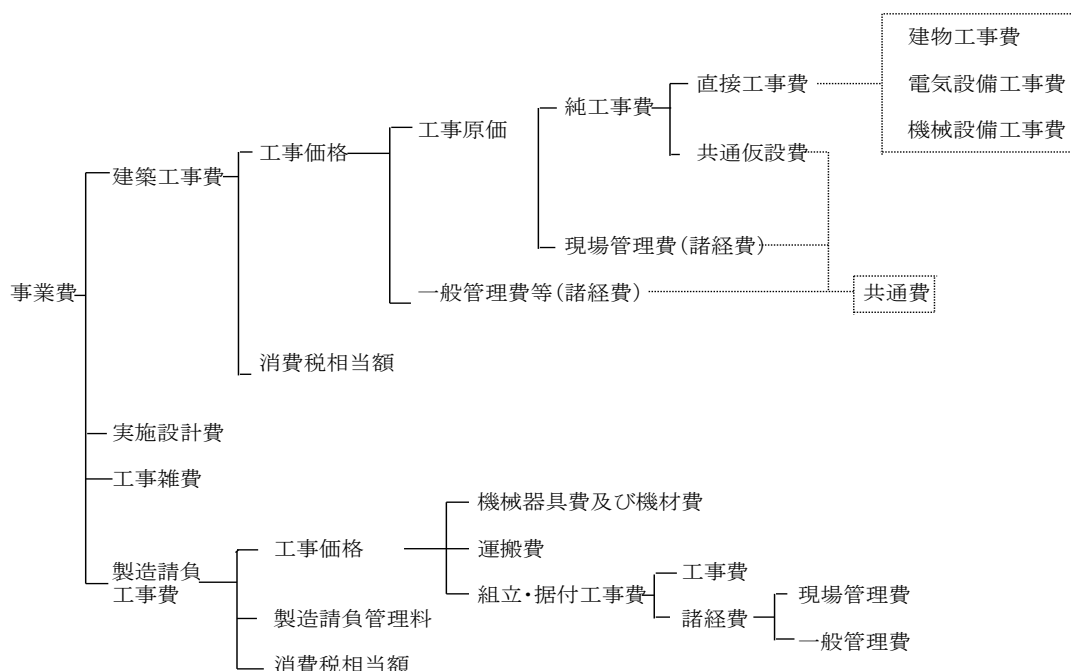 建物工事費
直接工事費
電気設備工事費
純工事費
工事原価
機械設備工事費
工事価格
共通仮設費
建築工事費
現場管理費(諸経費)
事業費
一般管理費等(諸経費)
共通費
消費税相当額
実施設計費
工事雑費
機械器具費及び機材費
工事価格
運搬費
製造請負
工事費
組立・据付工事費
工事費
諸経費
現場管理費
製造請負管理料
一般管理費
消費税相当額